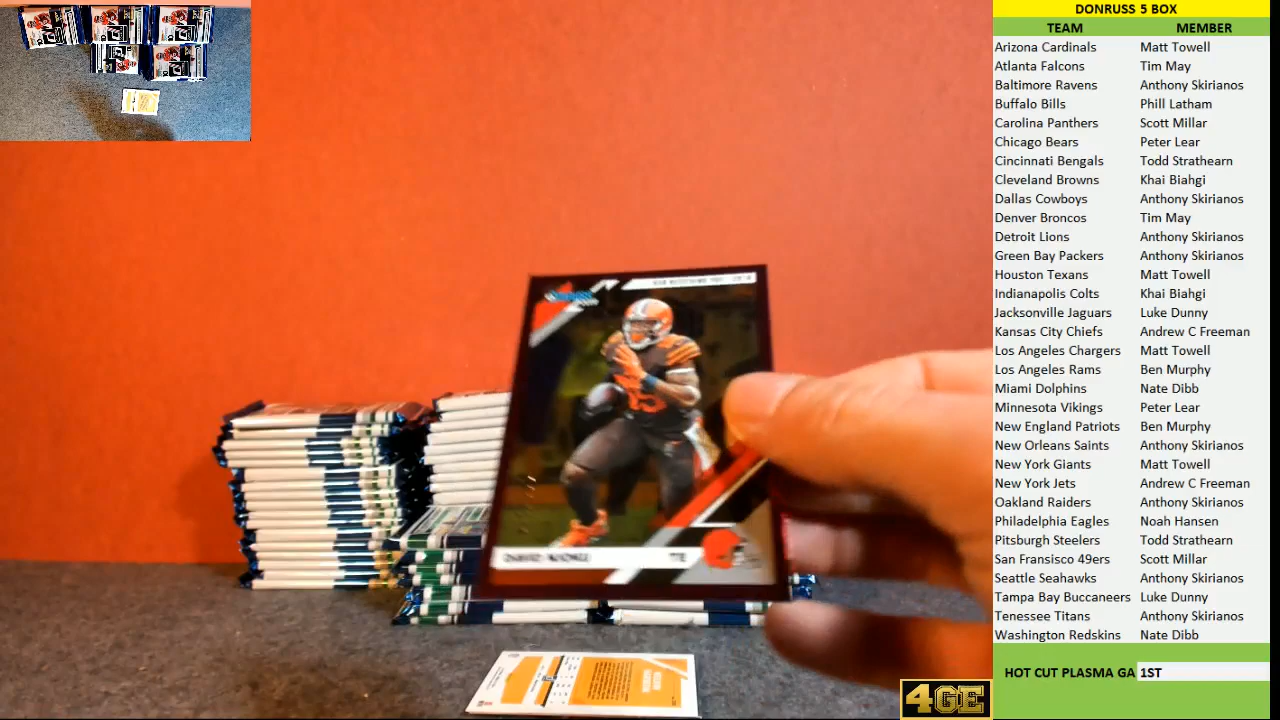 DONRUSS 5 BOX
TEAM MEMBER
Arizona Cardinals Matt Towell
Atlanta Falcons Tim May
Baltimore Ravens Anthony Skirianos
Buffalo Bills Phill Latham
Carolina Panthers Scott Millar
Chicago Bears Peter Lear
Cincinnati Bengals Todd Strathearn
Cleveland Browns Khai Biahgi
Dallas Cowboys Anthony Skirianos
Denver Broncos Tim May
Detroit Lions Anthony Skirianos
Green Bay Packers Anthony Skirianos
Houston Texans Matt Towell
Indianapolis Colts Khai Biahgi
Jacksonville Jaguars Luke Dunny
Kansas City Chiefs Andrew C Freeman
Los Angeles Chargers Matt Towell
Los Angeles Rams Ben Murphy
Miami Dolphins Nate Dibb
Minnesota Vikings Peter Lear
New England Patriots Ben Murphy
New Orleans Saints Anthony Skirianos
New York Giants Matt Towell
New York Jets Andrew C Freeman
Oakland Raiders Anthony Skirianos
Philadelphia Eagles Noah Hansen
Pitsburgh Steelers Todd Strathearn
San Fransisco 49ers Scott Millar
Seattle Seahawks Anthony Skirianos
Tampa Bay Buccaneers Luke Dunny
Tenessee Titans Anthony Skirianos
Washington Redskins Nate Dibb
HOT CUT PLASMA GA 1ST
4GE
DAVID NJOKU TE